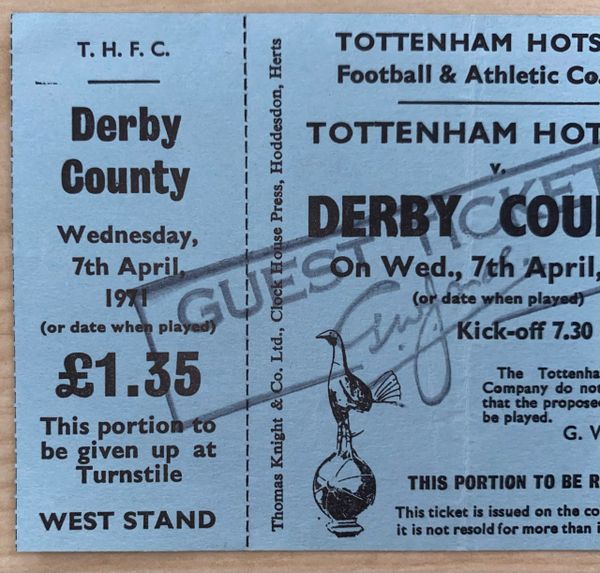 T. H. F. C.
Derby
County
Wednesday,
7th April,
1971
(or date when played)
£1.35
This portion to
be given up at
Turnstile
WEST STAND
Thomas Knight & Co. Ltd., Clock House Press, Hoddesdon, Herts
TOTTENHAM HOTS
Football & Athletic Co.
TOTTENHAM HOT
v.
DERBY COU
On Wed., 7th April,
(or date when played)
Kick-off 7.30
GUEST TICKET
The Tottenha
Company do not
that the propose
be played.
G. W
THIS PORTION TO BE R
This ticket is issued on the co
it is not resold for more than i